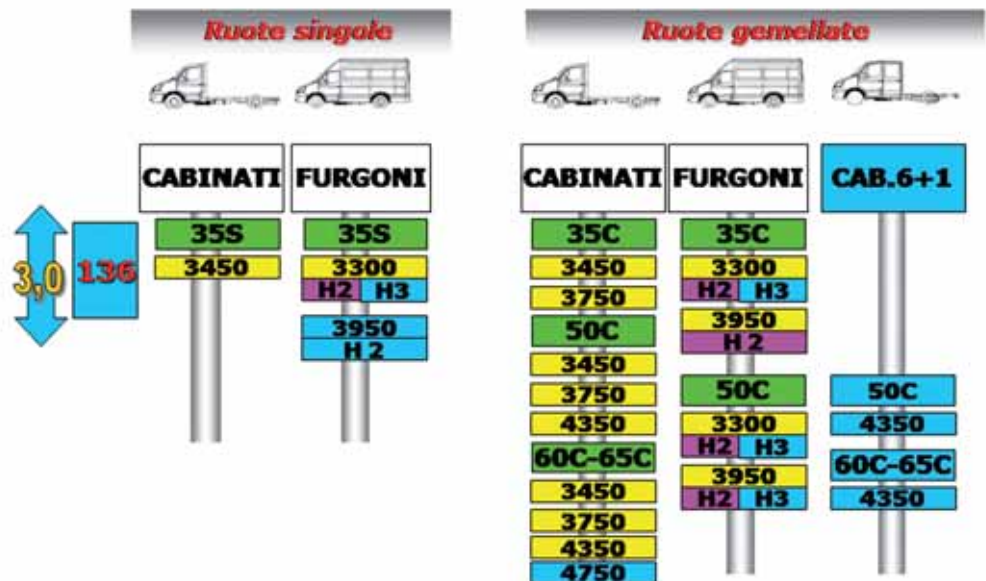 Ruote singole
Ruote gemellate
CABINATI
FURGONI
CABINATI
FURGONI
CAB.6+1
3,0
136
35S
3450
35S
3300
H2 H3
3950
H 2
35C
3450
3750
50C
3450
3750
4350
60C-65C
3450
3750
4350
4750
35C
3300
H2 H3
3950
H 2
50C
3300
H2 H3
3950
H2 H3
50C
4350
60C-65C
4350